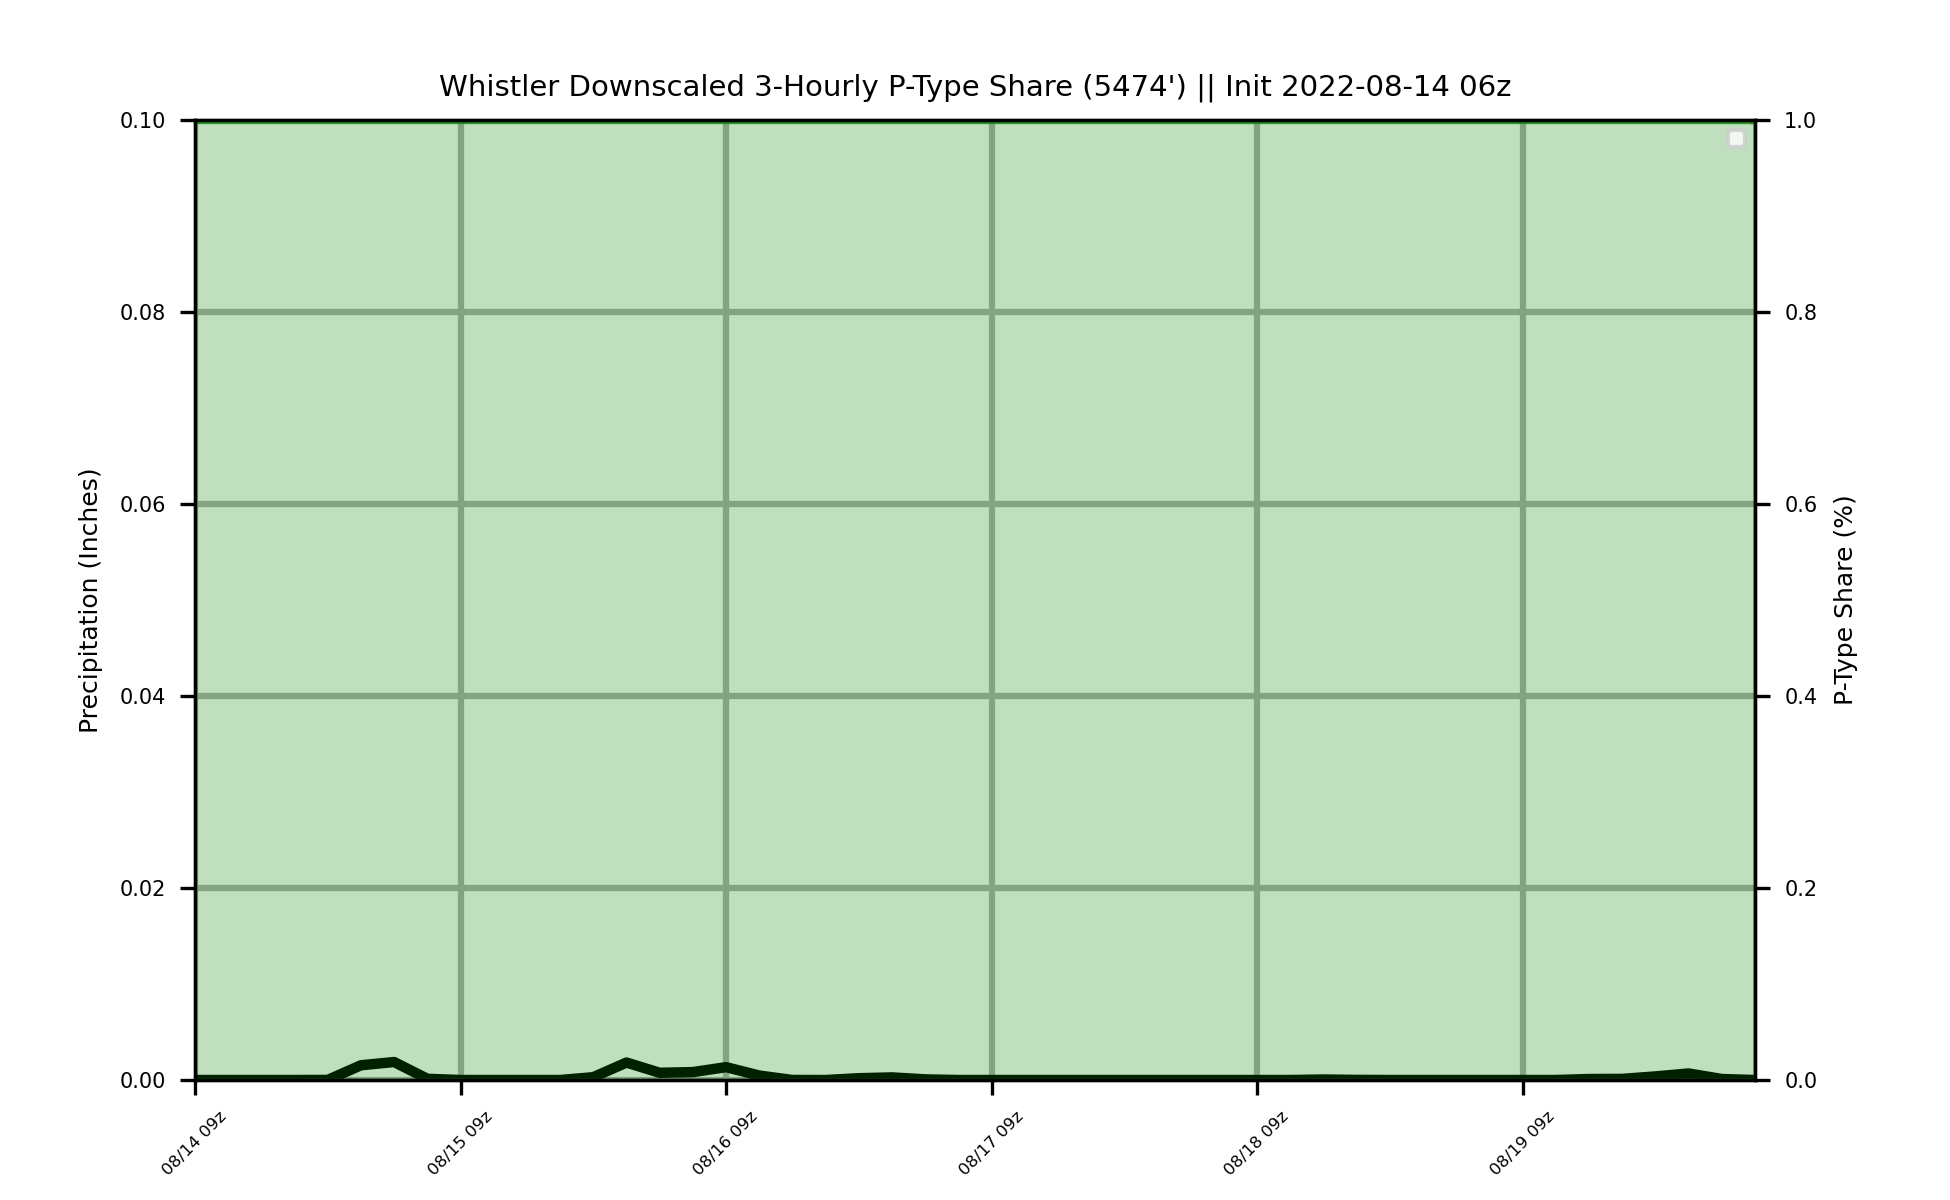 Whistler Downscaled 3-Hourly P-Type Share (5474') || Init 2022-08-14 06z
Precipitation (Inches)
0.10
0.08
0.06
0.04
0.02
0.00
1.0
0.8
0.6
0.4
0.2
0.0
P-Type Share (%)
08/14 09z
08/15 09z
08/16 09z
08/17 09z
08/18 09z
08/19 09z